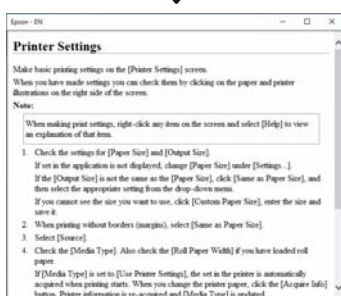 Epson - EN
Printer Settings
Make basic printing settings on the [Printer Settings] screen.
When you have made settings you can check them by clicking on the paper and printer
illustrations on the right side of the screen.
Note:
When making print settings, right-click any item on the screen and select [Help] to view
an explanation of that item.
1. Check the settings for [Paper Size] and [Output Size].
If set in the application is not displayed, change [Paper Size] under [Settings...].
If the [Output Size] is not the same as the [Paper Size], click [Same as Paper Size], and
then select the appropriate setting from the drop-down menu.
If you cannot see the size you want to use, click [Custom Paper Size], enter the size and
save it.
2. When printing without borders (margins), select [Same as Paper Size].
3. Select [Source].
4. Check the [Media Type]. Also check the [Roll Paper Width] if you have loaded roll
paper.
If [Media Type] is set to [Use Printer Settings], the set in the printer is automatically
acquired when printing starts. When you change the printer paper, click the [Acquire Info]
button. Printer information is re-acquired and [Media Type] is updated.